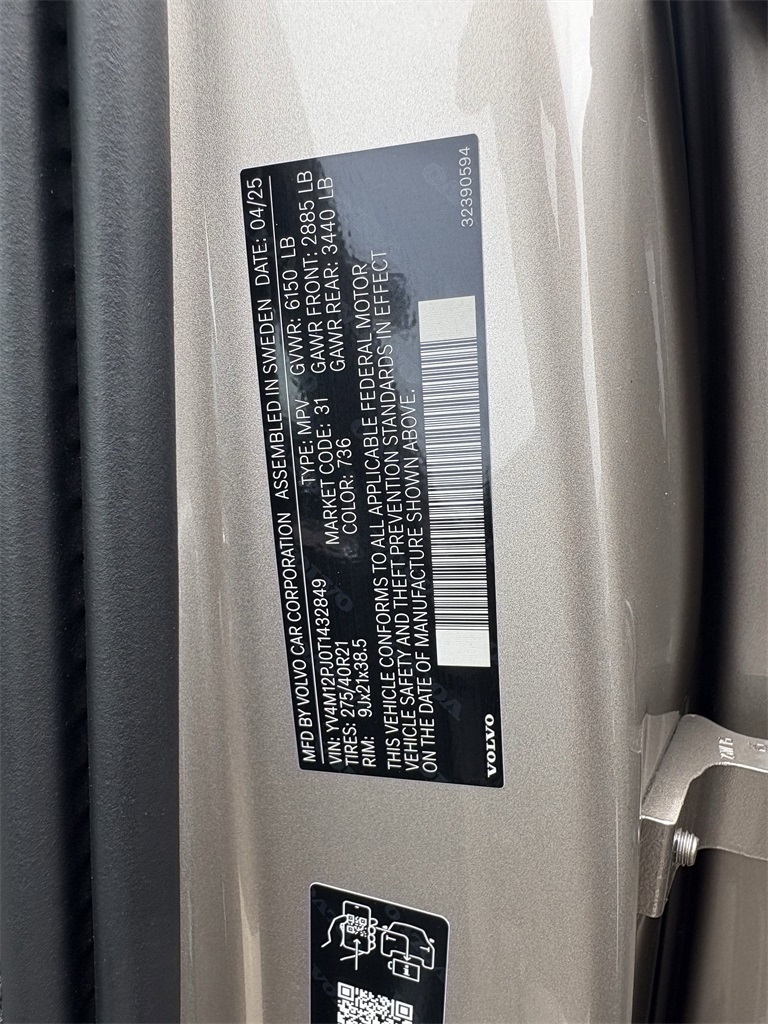 MFD BY VOLVO CAR CORPORATION ASSEMBLED IN SWEDEN DATE: 04/25
VIN: YV4M12PJ0T1432849 TYPE: MPV GVWR: 6150 LB
TIRES: 275/40R21 MARKET CODE: 31 GAWR FRONT: 2885 LB
RIM: 9Jx21x38.5 COLOR: 736 GAWR REAR: 3440 LB
THIS VEHICLE CONFORMS TO ALL APPLICABLE FEDERAL MOTOR
VEHICLE SAFETY AND THEFT PREVENTION STANDARDS IN EFFECT
ON THE DATE OF MANUFACTURE SHOWN ABOVE.
VOLVO
32390594